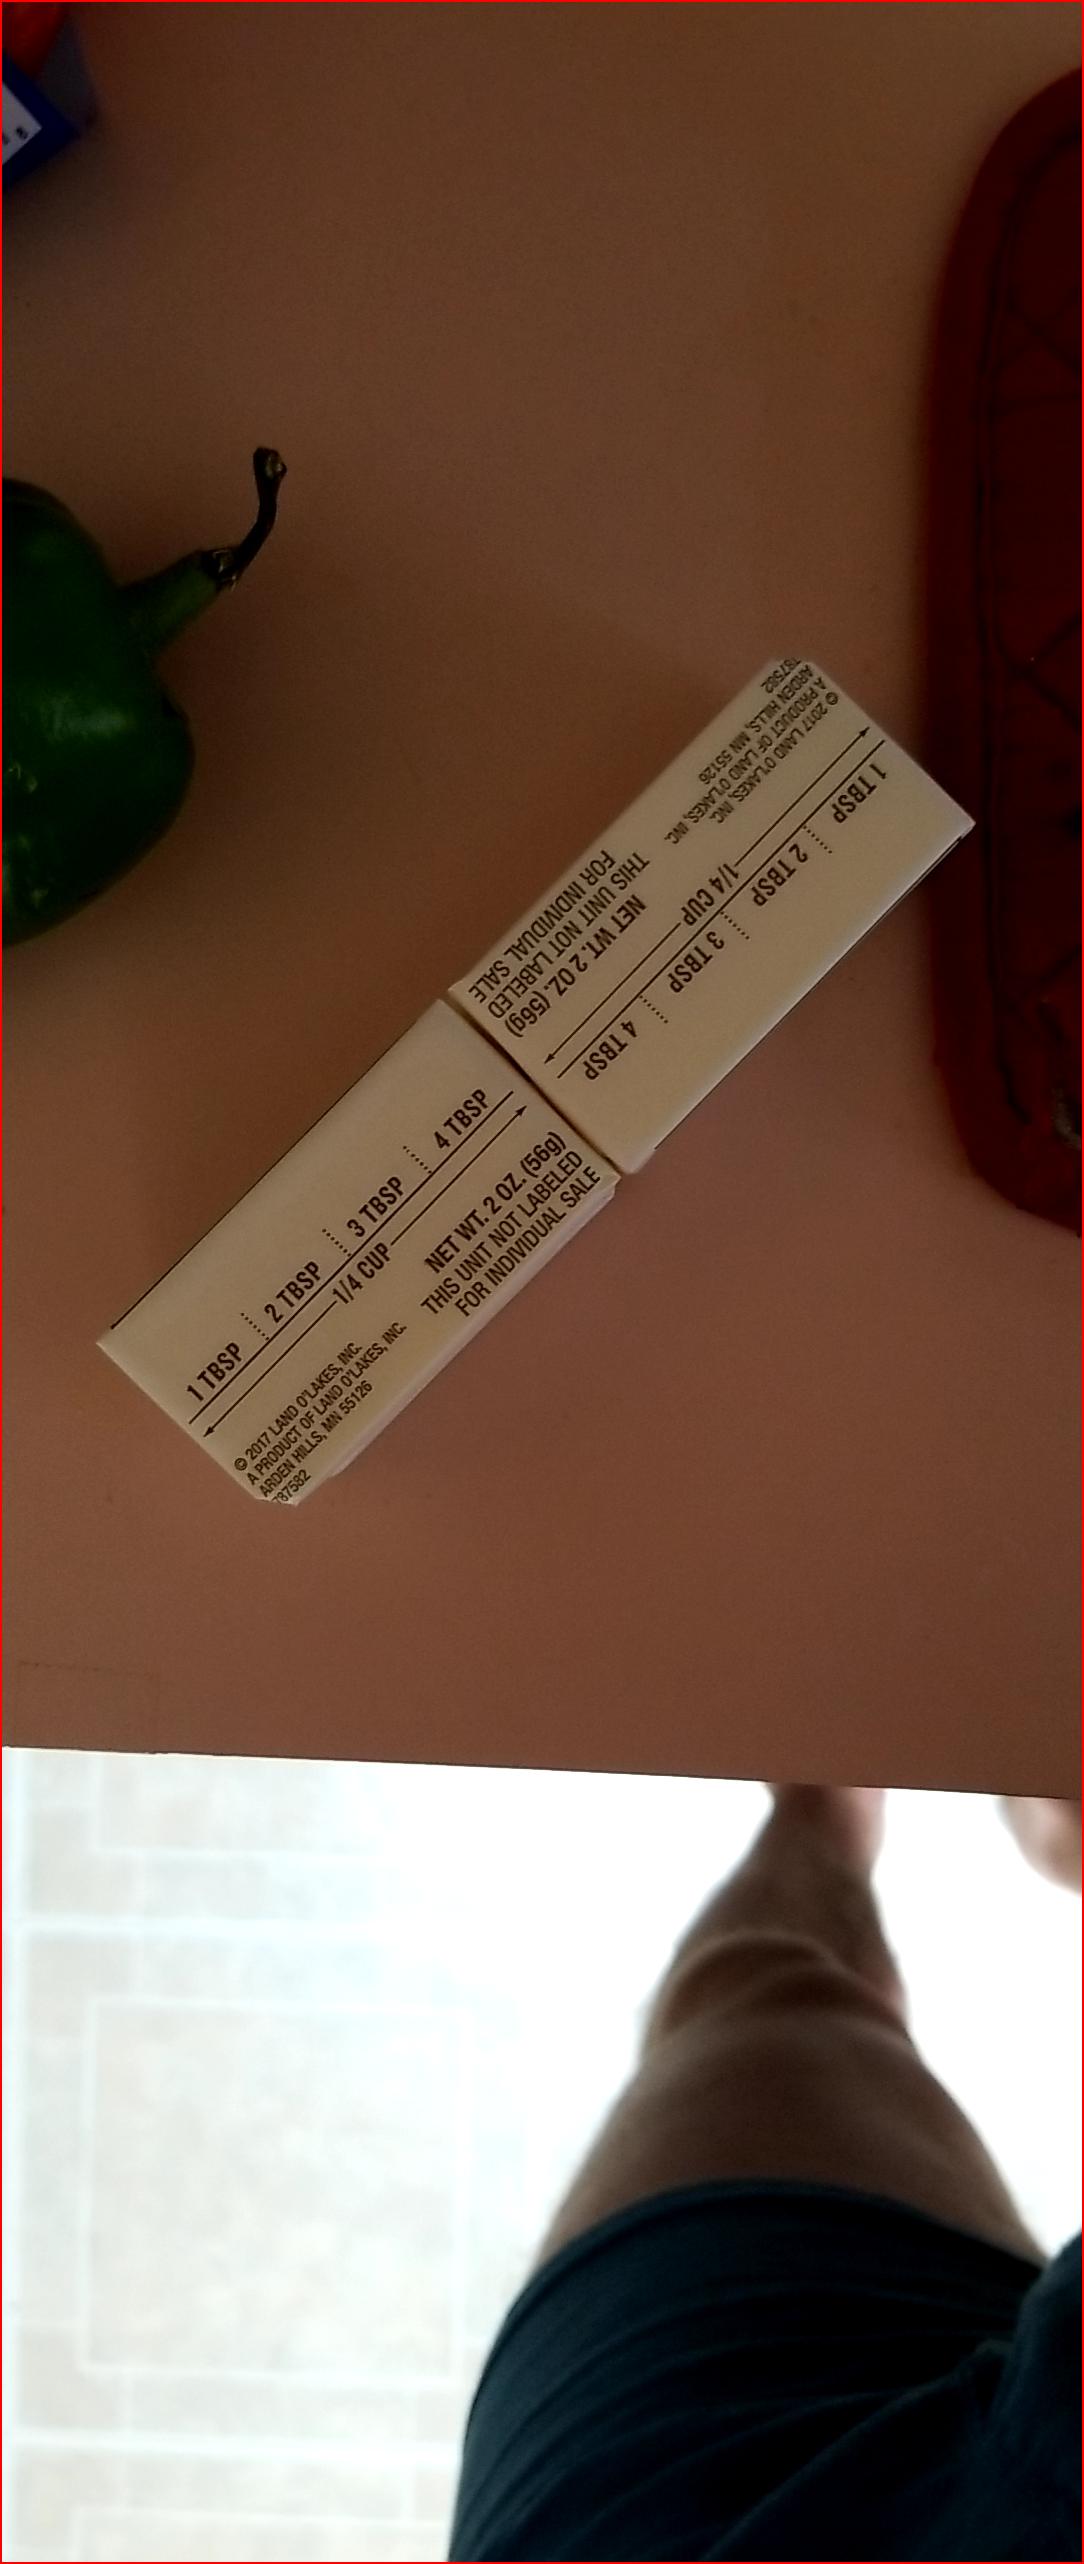 1 TBSP
2 TBSP
3 TBSP
4 TBSP
1/4 CUP
NET WT. 2 OZ. (56g)
THIS UNIT NOT LABELED
FOR INDIVIDUAL SALE
© 2017 LAND O'LAKES, INC.
A PRODUCT OF LAND O'LAKES, INC.
ARDEN HILLS, MN 55126
787582
1 TBSP
2 TBSP
3 TBSP
4 TBSP
1/4 CUP
NET WT. 2 OZ. (56g)
THIS UNIT NOT LABELED
FOR INDIVIDUAL SALE
© 2017 LAND O'LAKES, INC.
A PRODUCT OF LAND O'LAKES, INC.
ARDEN HILLS, MN 55126
787582